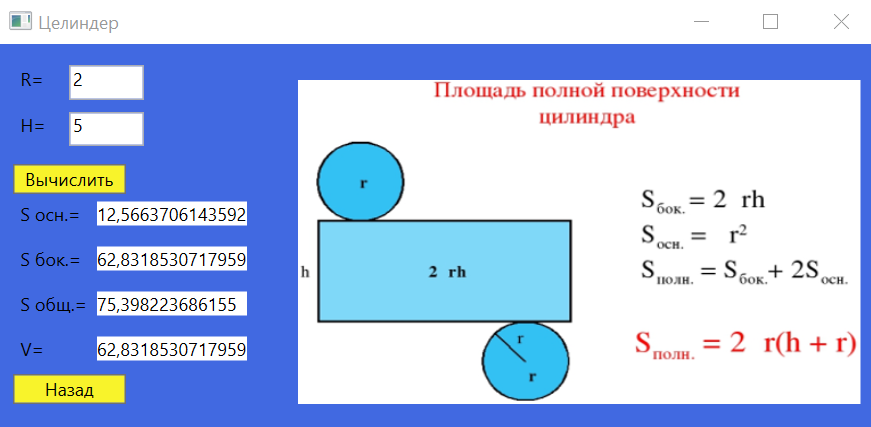 Целиндер
R= 2
H= 5
Вычислить
S осн.= 12,5663706143592
S бок.= 62,8318530717959
S общ.= 75,398223686155
V= 62,8318530717959
Назад
Площадь полной поверхности
цилиндра
r
h
2 rh
r
r
Sбок. = 2 rh
Sосн. = r²
Sполн. = Sбок.+ 2Sосн.
Sполн. = 2 r(h + r)